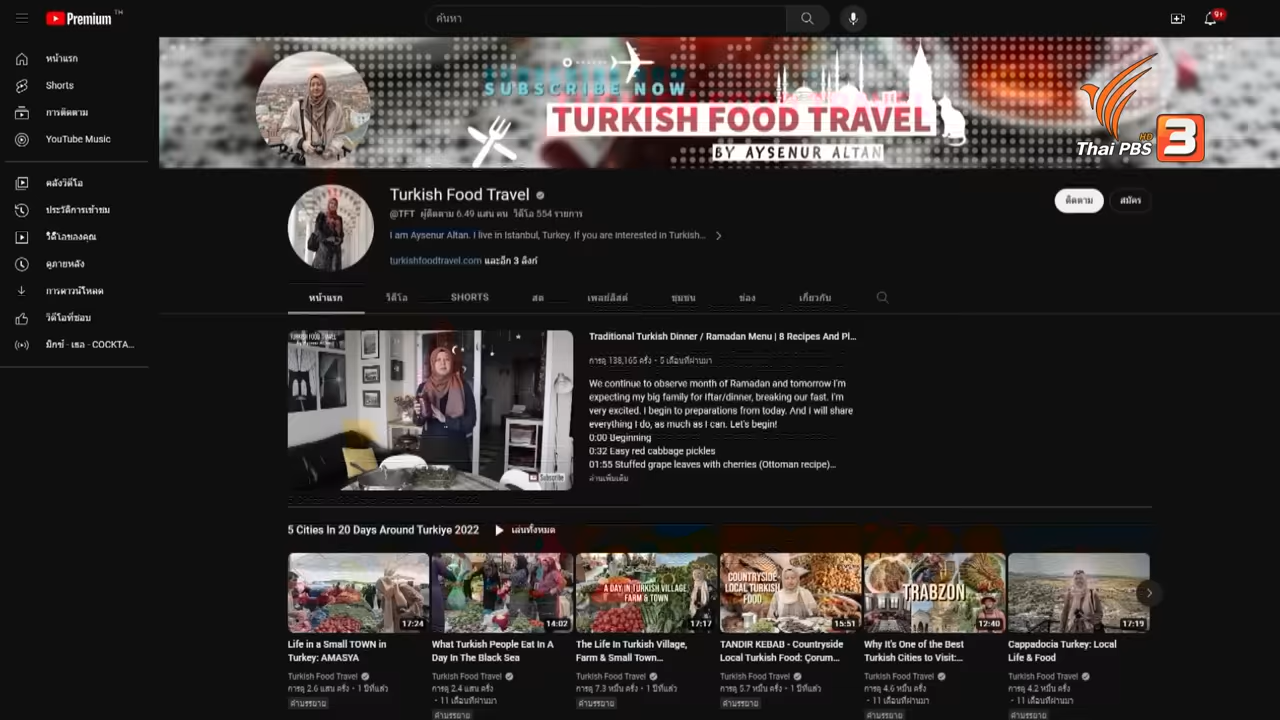 Premium TM
ค้นหา
9+
หน้าแรก
Shorts
การติดตาม
YouTube Music
คลังวิดีโอ
ประวัติการเข้าชม
วิดีโอของคุณ
ดูภายหลัง
การดาวน์โหลด
วิดีโอที่ชอบ
มิกซ์ - เธอ - COCKTA...
SUBSCRIBE NOW
TURKISH FOOD TRAVEL
BY AYSENUR ALTAN
HD
Thai PBS 3
Turkish Food Travel
@TFT ผู้ติดตาม 6.49 แสน คน วิดีโอ 554 รายการ
I am Aysenur Altan. I live in Istanbul, Turkey. If you are interested in Turkish...
turkishfoodtravel.com และอีก 3 ลิงก์
ติดตาม
สมัคร
หน้าแรก วิดีโอ SHORTS สด เพลย์ลิสต์ ชุมชน ช่อง เกี่ยวกับ
TURKISH FOOD TRAVEL
Subscribe
Traditional Turkish Dinner / Ramadan Menu | 8 Recipes And Pl...
การดู 138,165 ครั้ง • 5 เดือนที่ผ่านมา
We continue to observe month of Ramadan and tomorrow I'm
expecting my big family for Iftar/dinner, breaking our fast. I'm
very excited. I begin to preparations from today. And I will share
everything I do, as much as I can. Let's begin!
0:00 Beginning
0:32 Easy red cabbage pickles
01:55 Stuffed grape leaves with cherries (Ottoman recipe)...
อ่านเพิ่มเติม
5 Cities In 20 Days Around Turkiye 2022
เล่นทั้งหมด
17:24
14:02
A DAY IN TURKISH VILLAGE
FARM & TOWN
17:17
COUNTRYSIDE
LOCAL TURKISH
FOOD
15:51
TRABZON
12:40
17:19
Life in a Small TOWN in
Turkey: AMASYA
Turkish Food Travel
การดู 2.6 แสน ครั้ง • 1 ปีที่แล้ว
คำบรรยาย
What Turkish People Eat In A
Day In The Black Sea
Turkish Food Travel
การดู 2.4 แสน ครั้ง
• 11 เดือนที่ผ่านมา
คำบรรยาย
The Life In Turkish Village,
Farm & Small Town...
Turkish Food Travel
การดู 7.3 หมื่น ครั้ง • 1 ปีที่แล้ว
คำบรรยาย
TANDIR KEBAB - Countryside
Local Turkish Food: Çorum...
Turkish Food Travel
การดู 5.7 หมื่น ครั้ง • 1 ปีที่แล้ว
คำบรรยาย
Why It's One of the Best
Turkish Cities to Visit:...
Turkish Food Travel
การดู 4.6 หมื่น ครั้ง
• 11 เดือนที่ผ่านมา
คำบรรยาย
Cappadocia Turkey: Local
Life & Food
Turkish Food Travel
การดู 4.2 หมื่น ครั้ง
• 11 เดือนที่ผ่านมา
คำบรรยาย